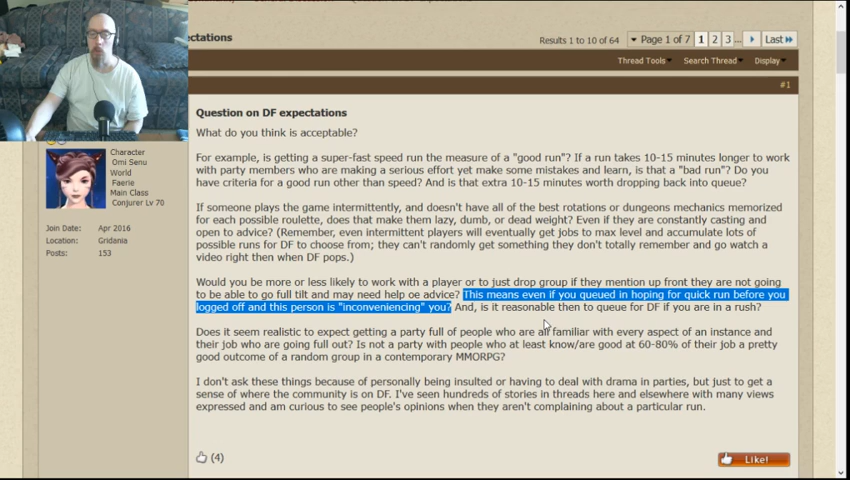 ectations
Results 1 to 10 of 64
Page 1 of 7 1 2 3 ... Last
Thread Tools Search Thread Display
#1
Question on DF expectations
What do you think is acceptable?
For example, is getting a super-fast speed run the measure of a "good run"? If a run takes 10-15 minutes longer to work
with party members who are making a serious effort yet make some mistakes and learn, is that a "bad run"? Do you
have criteria for a good run other than speed? And is that extra 10-15 minutes worth dropping back into queue?
If someone plays the game intermittently, and doesn't have all of the best rotations or dungeons mechanics memorized
for each possible roulette, does that make them lazy, dumb, or dead weight? Even if they are constantly casting and
open to advice? (Remember, even intermittent players will eventually get jobs to max level and accumulate lots of
possible runs for DF to choose from; they can't randomly get something they don't totally remember and go watch a
video right then when DF pops.)
Would you be more or less likely to work with a player or to just drop group if they mention up front they are not going
to be able to go full tilt and may need help oe advice? This means even if you queued in hoping for quick run before you
logged off and this person is "inconveniencing" you? And, is it reasonable then to queue for DF if you are in a rush?
Does it seem realistic to expect getting a party full of people who are all familiar with every aspect of an instance and
their job who are going full out? Is not a party with people who at least know/are good at 60-80% of their job a pretty
good outcome of a random group in a contemporary MMORPG?
I don't ask these things because of personally being insulted or having to deal with drama in parties, but just to get a
sense of where the community is on DF. I've seen hundreds of stories in threads here and elsewhere with many views
expressed and am curious to see people's opinions when they aren't complaining about a particular run.
(4)
Like!
Character
Omi Senu
World
Faerie
Main Class
Conjurer Lv 70
Join Date: Apr 2016
Location: Gridania
Posts: 153